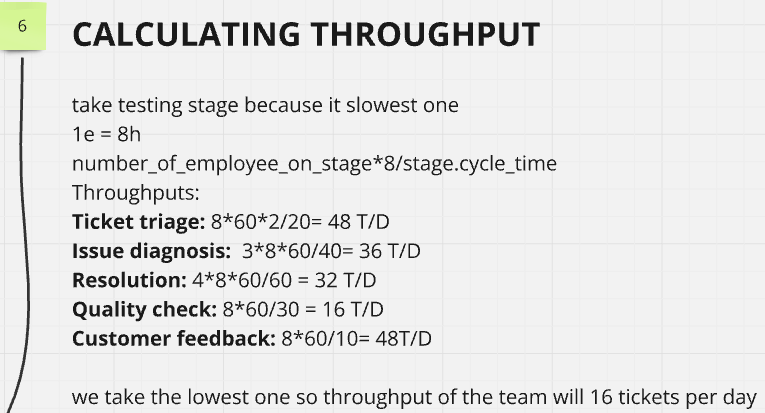 6
CALCULATING THROUGHPUT
take testing stage because it slowest one
1e = 8h
number_of_employee_on_stage*8/stage.cycle_time
Throughputs:
Ticket triage: 8*60*2/20= 48 T/D
Issue diagnosis:  3*8*60/40= 36 T/D
Resolution: 4*8*60/60 = 32 T/D
Quality check: 8*60/30 = 16 T/D
Customer feedback: 8*60/10= 48T/D
we take the lowest one so throughput of the team will 16 tickets per day